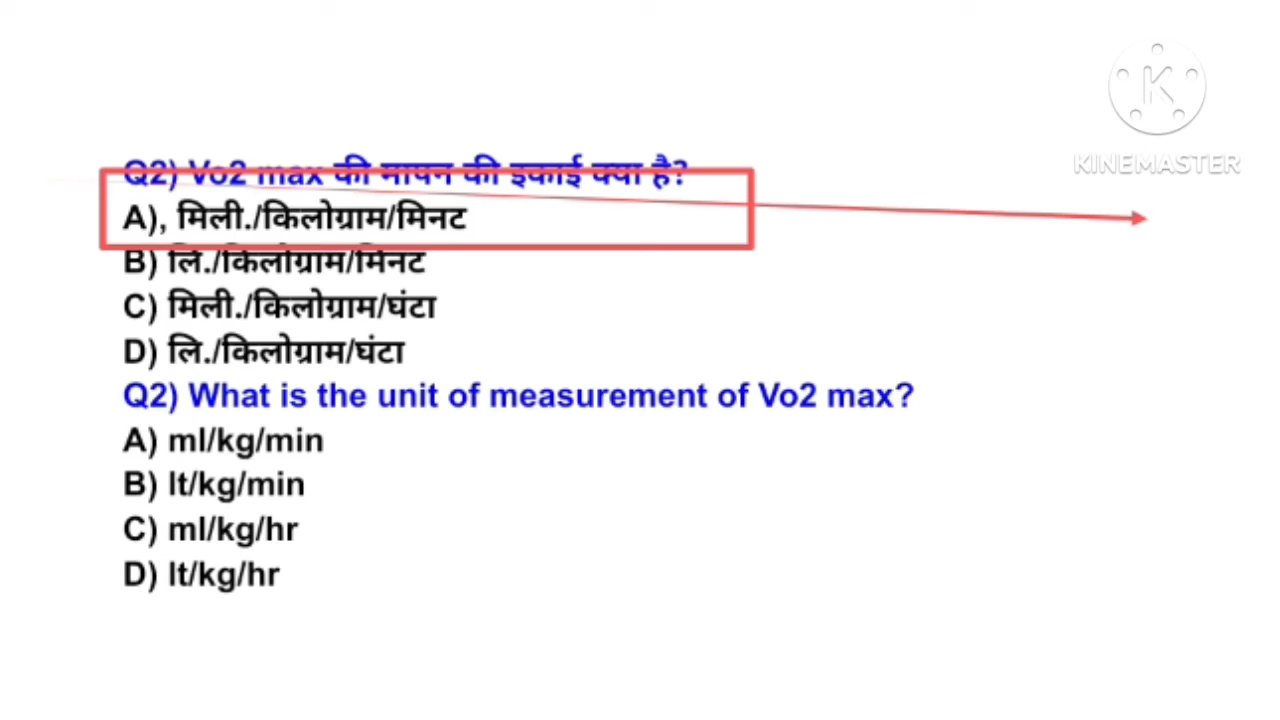 Q2) Vo2 max की मापन की इकाई क्या है?
A), मिली./किलोग्राम/मिनट
B) लि./किलोग्राम/मिनट
C) मिली./किलोग्राम/घंटा
D) लि./किलोग्राम/घंटा
Q2) What is the unit of measurement of Vo2 max?
A) ml/kg/min
B) lt/kg/min
C) ml/kg/hr
D) lt/kg/hr
K
KINEMASTER